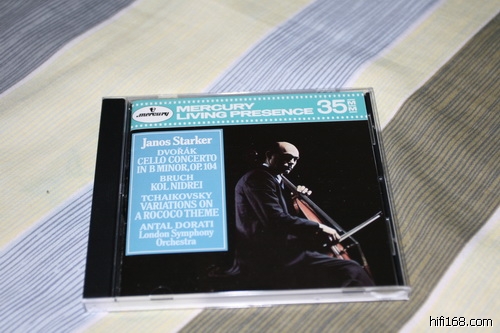 mercury
MERCURY
LIVING PRESENCE
35
Janos Starker
DVOŘÁK
CELLO CONCERTO
IN B MINOR, OP. 104
BRUCH
KOL NIDREI
TCHAIKOVSKY
VARIATIONS ON
A ROCOCO THEME
ANTAL DORATI
London Symphony
Orchestra
hifi168.com